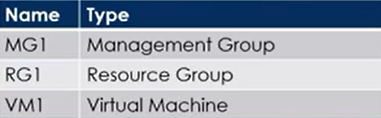 Name Type
MG1 Management Group
RG1 Resource Group
VM1 Virtual Machine